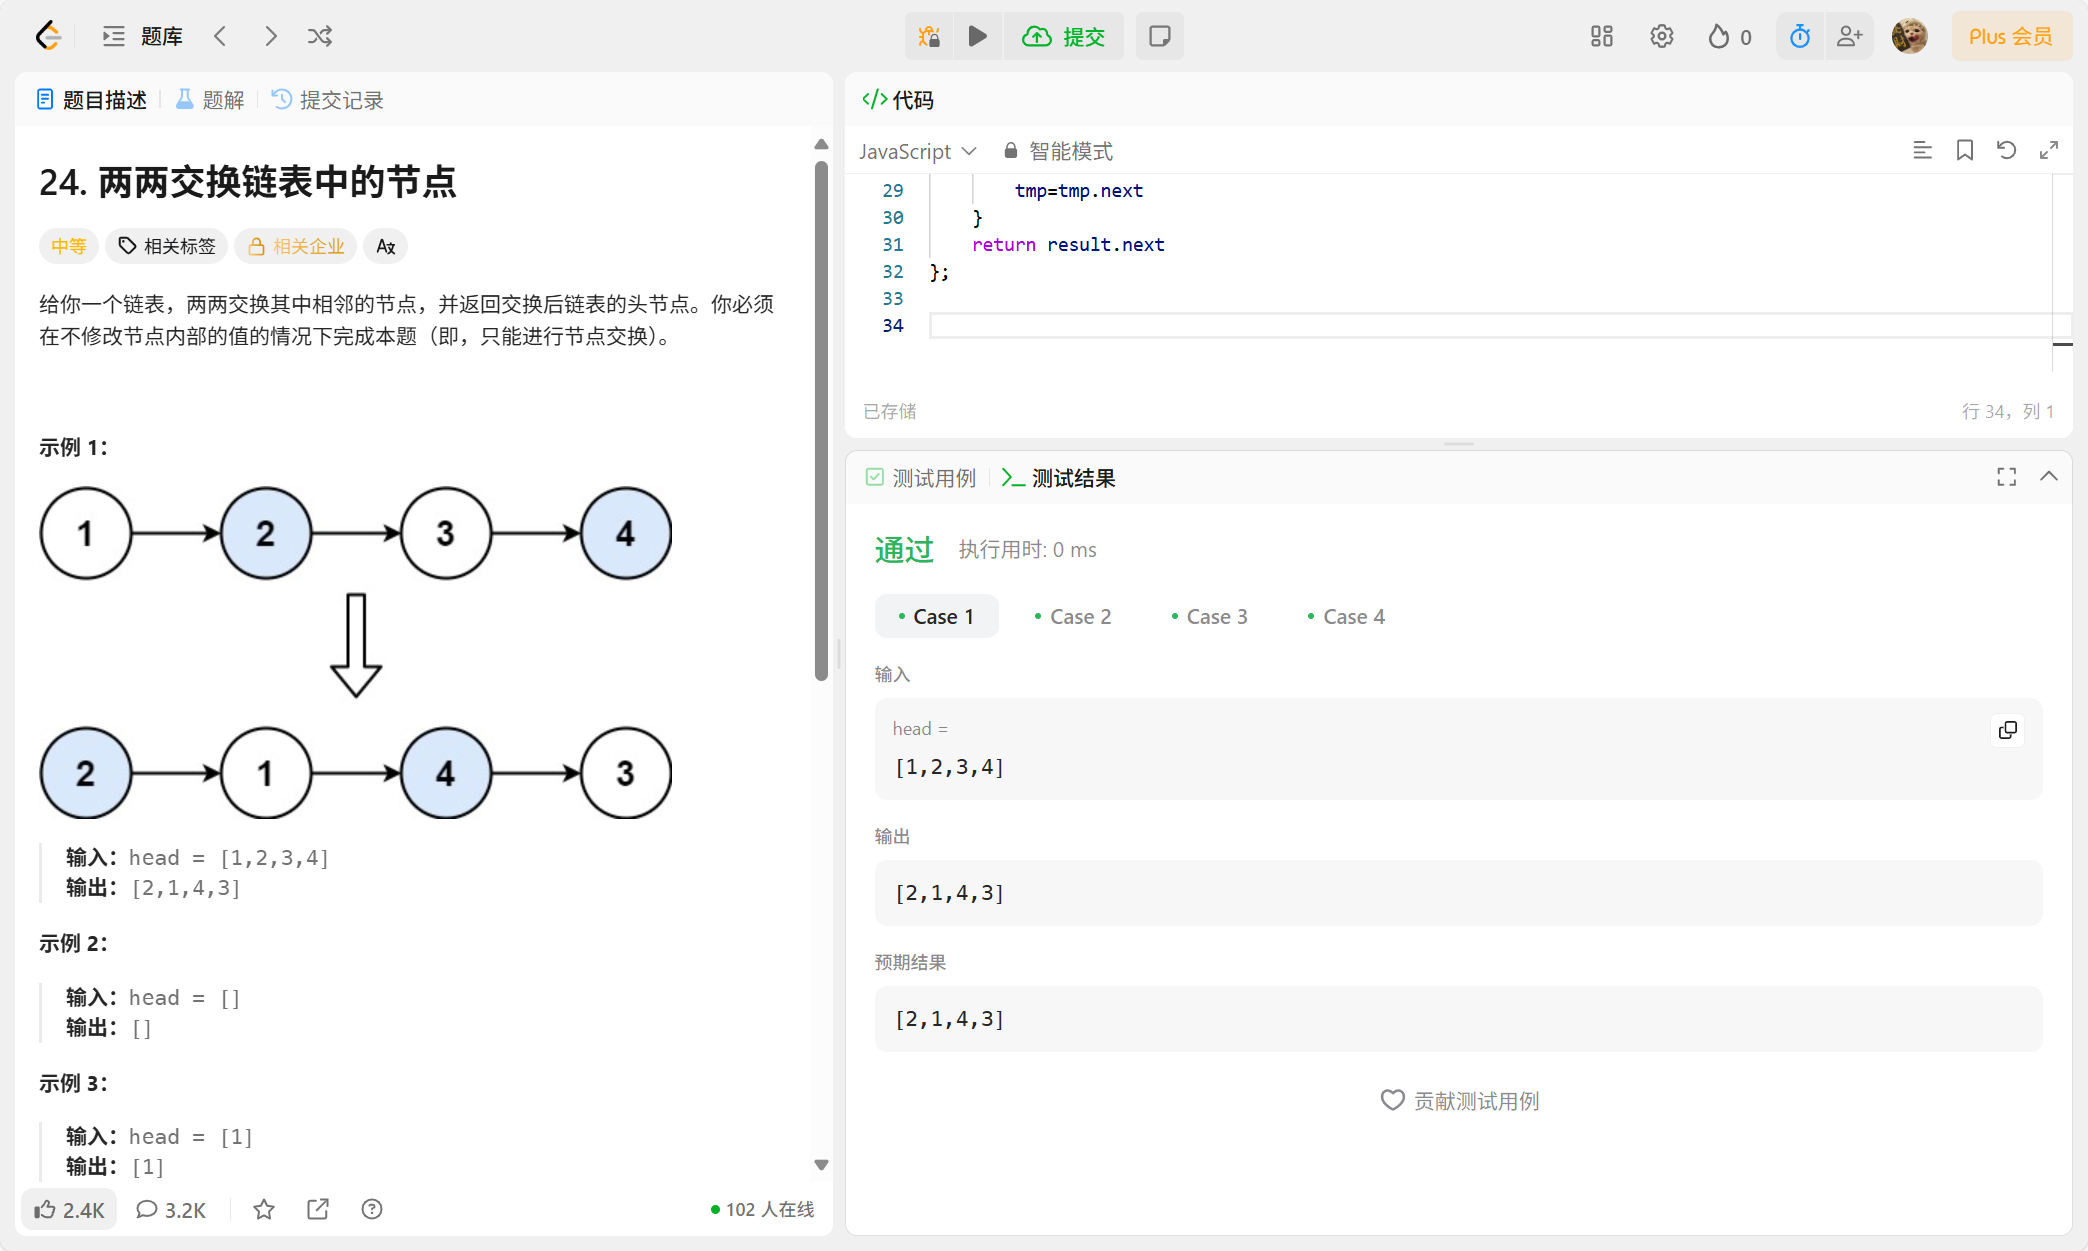 题库
提交
0
Plus 会员
题目描述
题解
提交记录
24. 两两交换链表中的节点
中等
相关标签
相关企业
给你一个链表，两两交换其中相邻的节点，并返回交换后链表的头节点。你必须
在不修改节点内部的值的情况下完成本题（即，只能进行节点交换）。
示例 1：
1 2 3 4
2 1 4 3
输入：head = [1,2,3,4]
输出：[2,1,4,3]
示例 2：
输入：head = []
输出：[]
示例 3：
输入：head = [1]
输出：[1]
2.4K
3.2K
102 人在线
代码
JavaScript
智能模式
29 tmp=tmp.next
30 }
31 return result.next
32 };
33
34
已存储
行 34，列 1
测试用例
测试结果
通过
执行用时: 0 ms
Case 1
Case 2
Case 3
Case 4
输入
head =
[1,2,3,4]
输出
[2,1,4,3]
预期结果
[2,1,4,3]
贡献测试用例